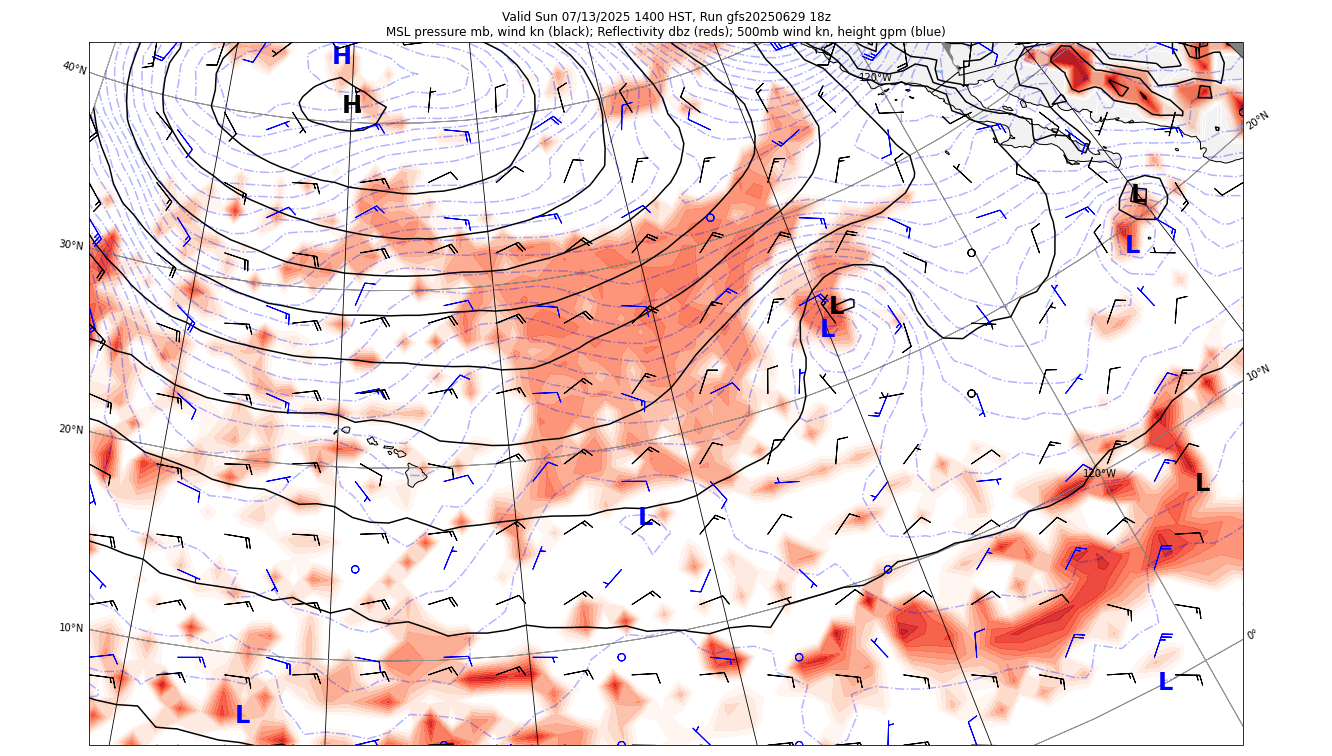 Valid Sun 07/13/2025 1400 HST, Run gfs20250629 18z
MSL pressure mb, wind kn (black); Reflectivity dbz (reds); 500mb wind kn, height gpm (blue)
H
40°N
120°W
H
20°N
L
30°N
L
L
L
10°N
20°N
120°W
L
L
10°N
0°
L
L